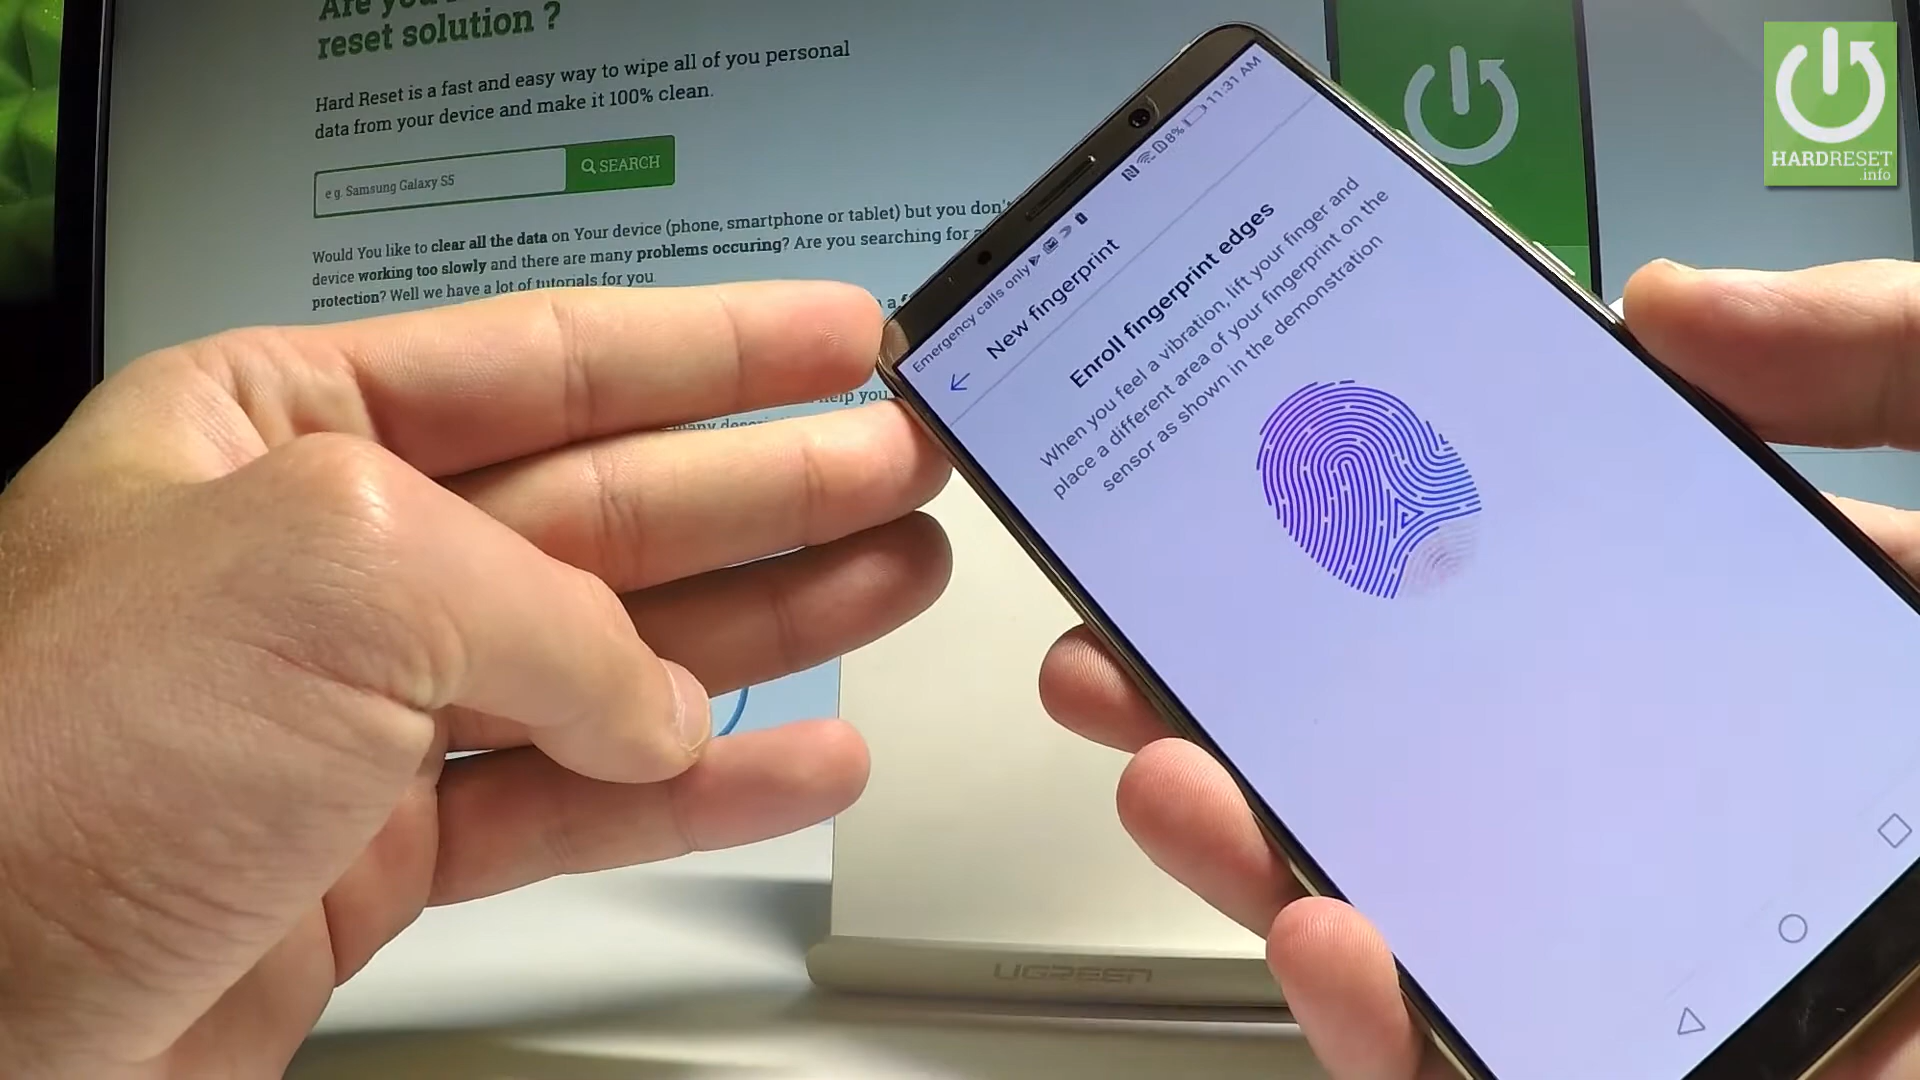 reset solution ?
Hard Reset is a fast and easy way to wipe all of you personal
data from your device and make it 100% clean.
e.g. Samsung Galaxy S5
SEARCH
Would You like to clear all the data on Your device (phone, smartphone or tablet) but you don't
device working too slowly and there are many problems occuring? Are you searching for a
protection? Well we have a lot of tutorials for you.
help you
many
HARDRESET
.info
Emergency calls only
8%
11:31 AM
New fingerprint
Enroll fingerprint edges
When you feel a vibration, lift your finger and
place a different area of your fingerprint on the
sensor as shown in the demonstration
UGREEN